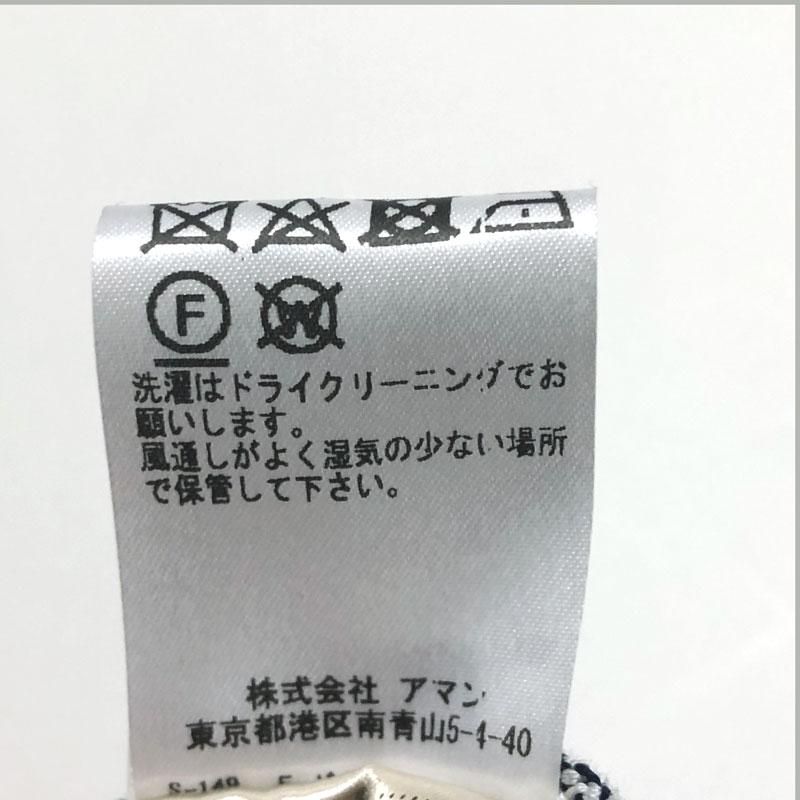 F W
洗濯はドライクリーニングでお
願いします。
風通しがよく湿気の少ない場所
で保管して下さい。
株式会社 アマン
東京都港区南青山5-4-40
S-149